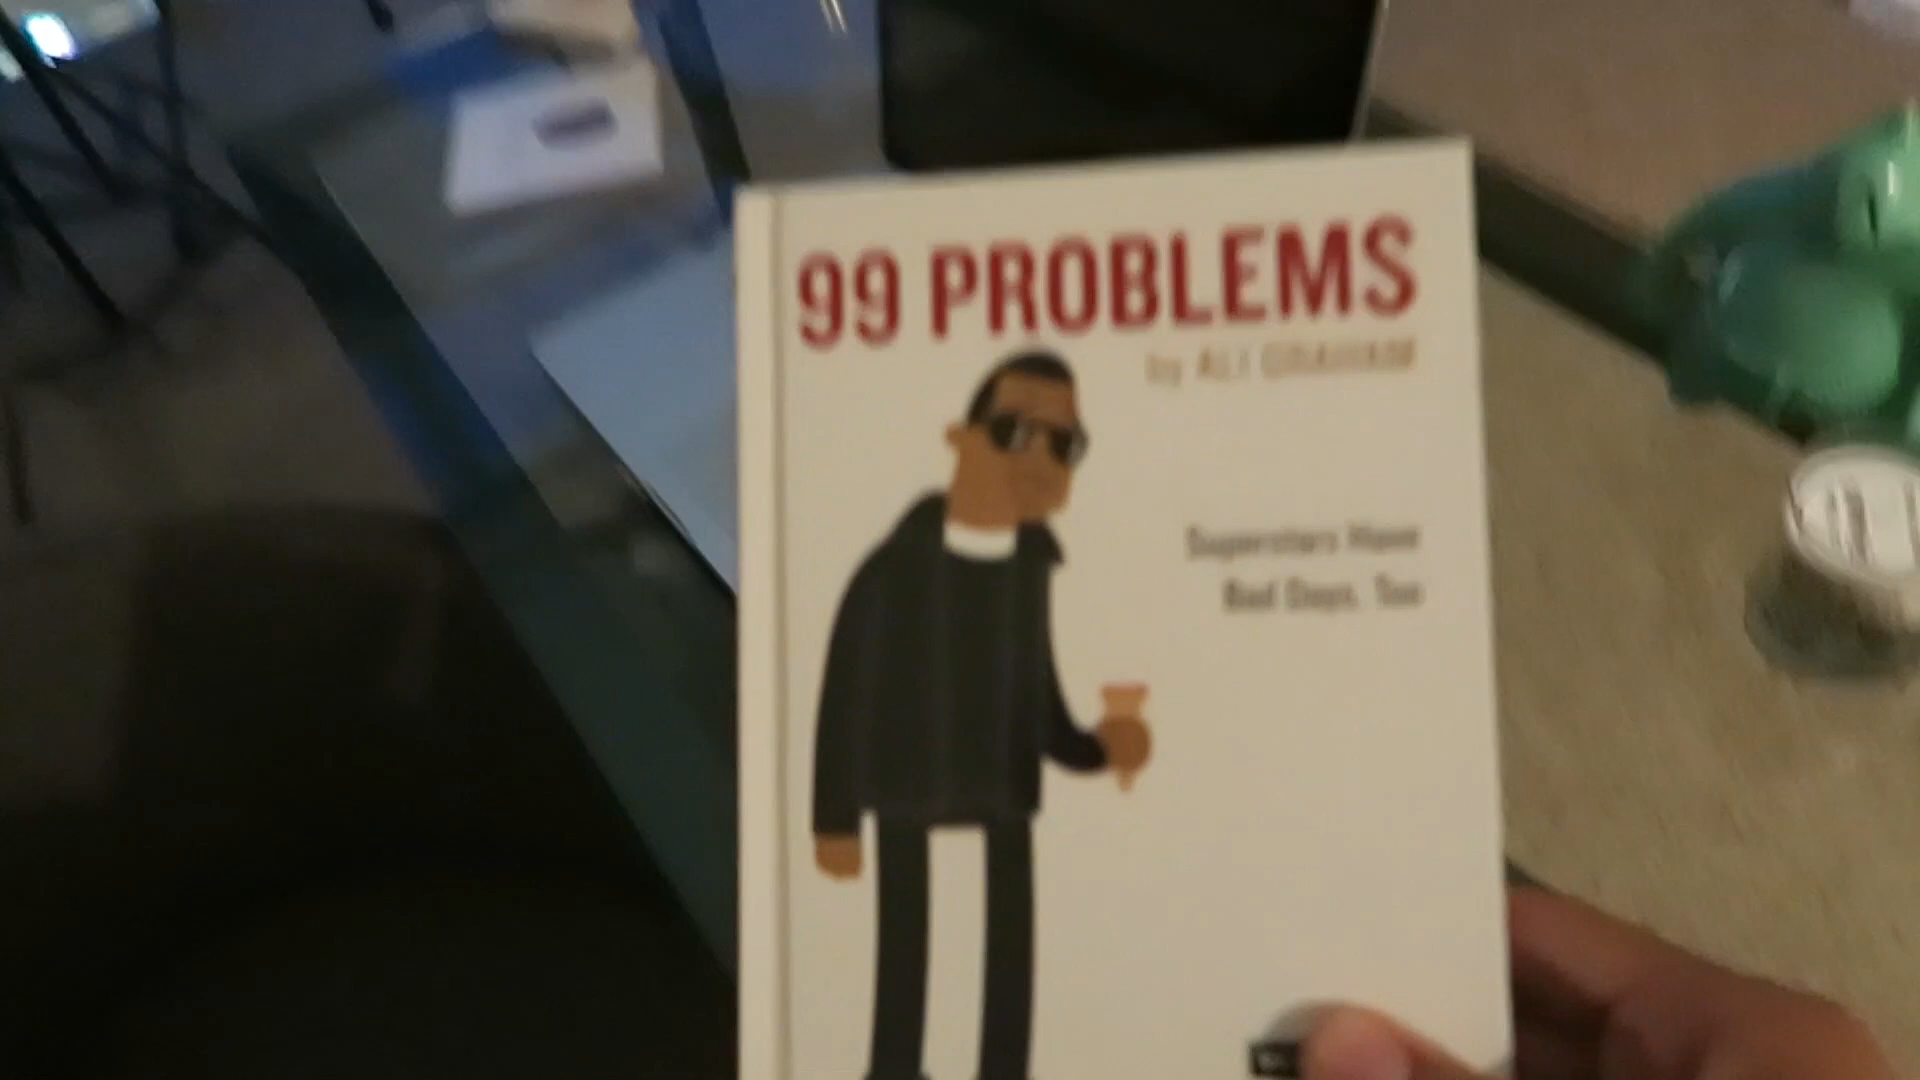 99 PROBLEMS
by ALI GRAHAM
Superstars Have
Bad Days, Too